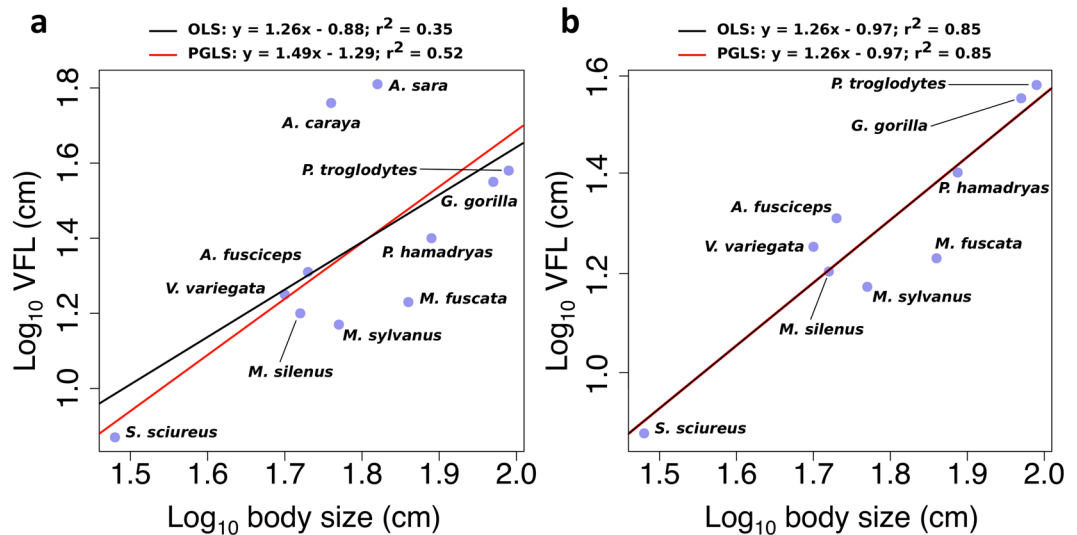 a
OLS: y = 1.26x - 0.88; r² = 0.35
PGLS: y = 1.49x - 1.29; r² = 0.52
Log₁₀ VFL (cm)
1.8
1.6
1.4
1.2
1.0
A. sara
A. caraya
P. troglodytes
G. gorilla
A. fusciceps
P. hamadryas
V. variegata
M. fuscata
M. sylvanus
M. silenus
S. sciureus
1.5 1.6 1.7 1.8 1.9 2.0
Log₁₀ body size (cm)
b
OLS: y = 1.26x - 0.97; r² = 0.85
PGLS: y = 1.26x - 0.97; r² = 0.85
Log₁₀ VFL (cm)
1.6
1.4
1.2
1.0
P. troglodytes
G. gorilla
P. hamadryas
A. fusciceps
V. variegata
M. fuscata
M. sylvanus
M. silenus
S. sciureus
1.5 1.6 1.7 1.8 1.9 2.0
Log₁₀ body size (cm)